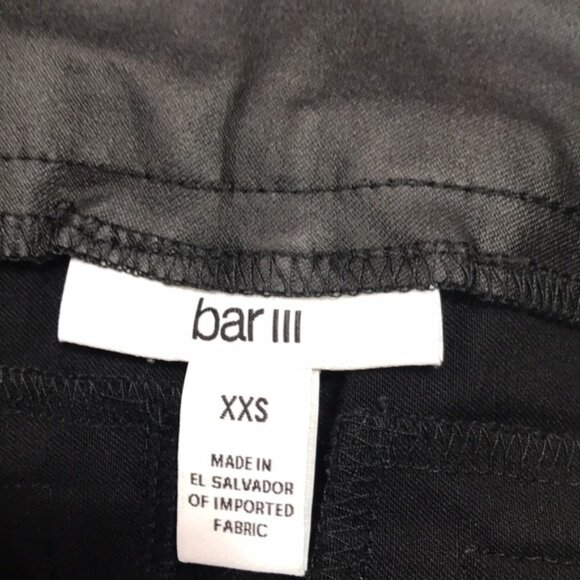 bar III
XXS
MADE IN
EL SALVADOR
OF IMPORTED
FABRIC